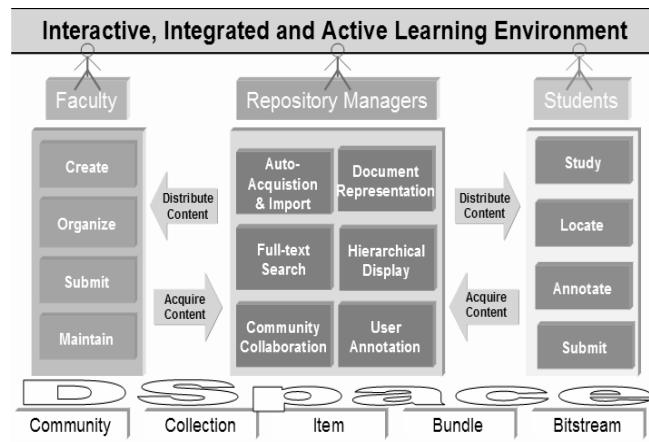 Interactive, Integrated and Active Learning Environment
Faculty
Repository Managers
Students
Create
Organize
Submit
Maintain
Distribute
Content
Acquire
Content
Auto-
Acquistion
& Import
Document
Representation
Full-text
Search
Hierarchical
Display
Community
Collaboration
User
Annotation
Distribute
Content
Acquire
Content
Study
Locate
Annotate
Submit
DSpace
Community
Collection
Item
Bundle
Bitstream